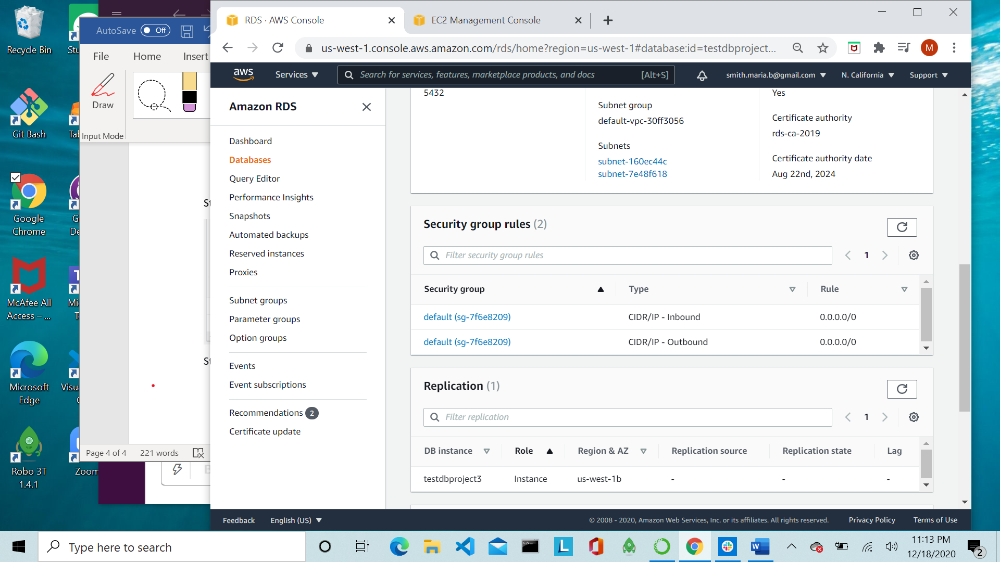 Recycle Bin
Git Bash
Google Chrome
McAfee All Access – ...
Microsoft Edge
Robo 3T 1.4.1
Zoom
AutoSave Off
File Home Insert
Draw
Input Mode
Page 4 of 4 221 words
RDS · AWS Console
EC2 Management Console
us-west-1.console.aws.amazon.com/rds/home?region=us-west-1#database:id=testdbproject...
M
aws
Services
Search for services, features, marketplace products, and docs [Alt+S]
smith.maria.b@gmail.com
N. California
Support
Amazon RDS
Dashboard
Databases
Query Editor
Performance Insights
Snapshots
Automated backups
Reserved instances
Proxies
Subnet groups
Parameter groups
Option groups
Events
Event subscriptions
Recommendations 2
Certificate update
5432
Subnet group
default-vpc-30ff3056
Subnets
subnet-160ec44c
subnet-7e48f618
Yes
Certificate authority
rds-ca-2019
Certificate authority date
Aug 22nd, 2024
Security group rules (2)
Filter security group rules
1
Security group Type Rule
default (sg-7f6e8209) CIDR/IP - Inbound 0.0.0.0/0
default (sg-7f6e8209) CIDR/IP - Outbound 0.0.0.0/0
Replication (1)
Filter replication
1
DB instance Role Region & AZ Replication source Replication state Lag
testdbproject3 Instance us-west-1b - - -
Feedback English (US)
© 2008 - 2020, Amazon Web Services, Inc. or its affiliates. All rights reserved. Privacy Policy Terms of Use
Type here to search
11:13 PM
12/18/2020
2